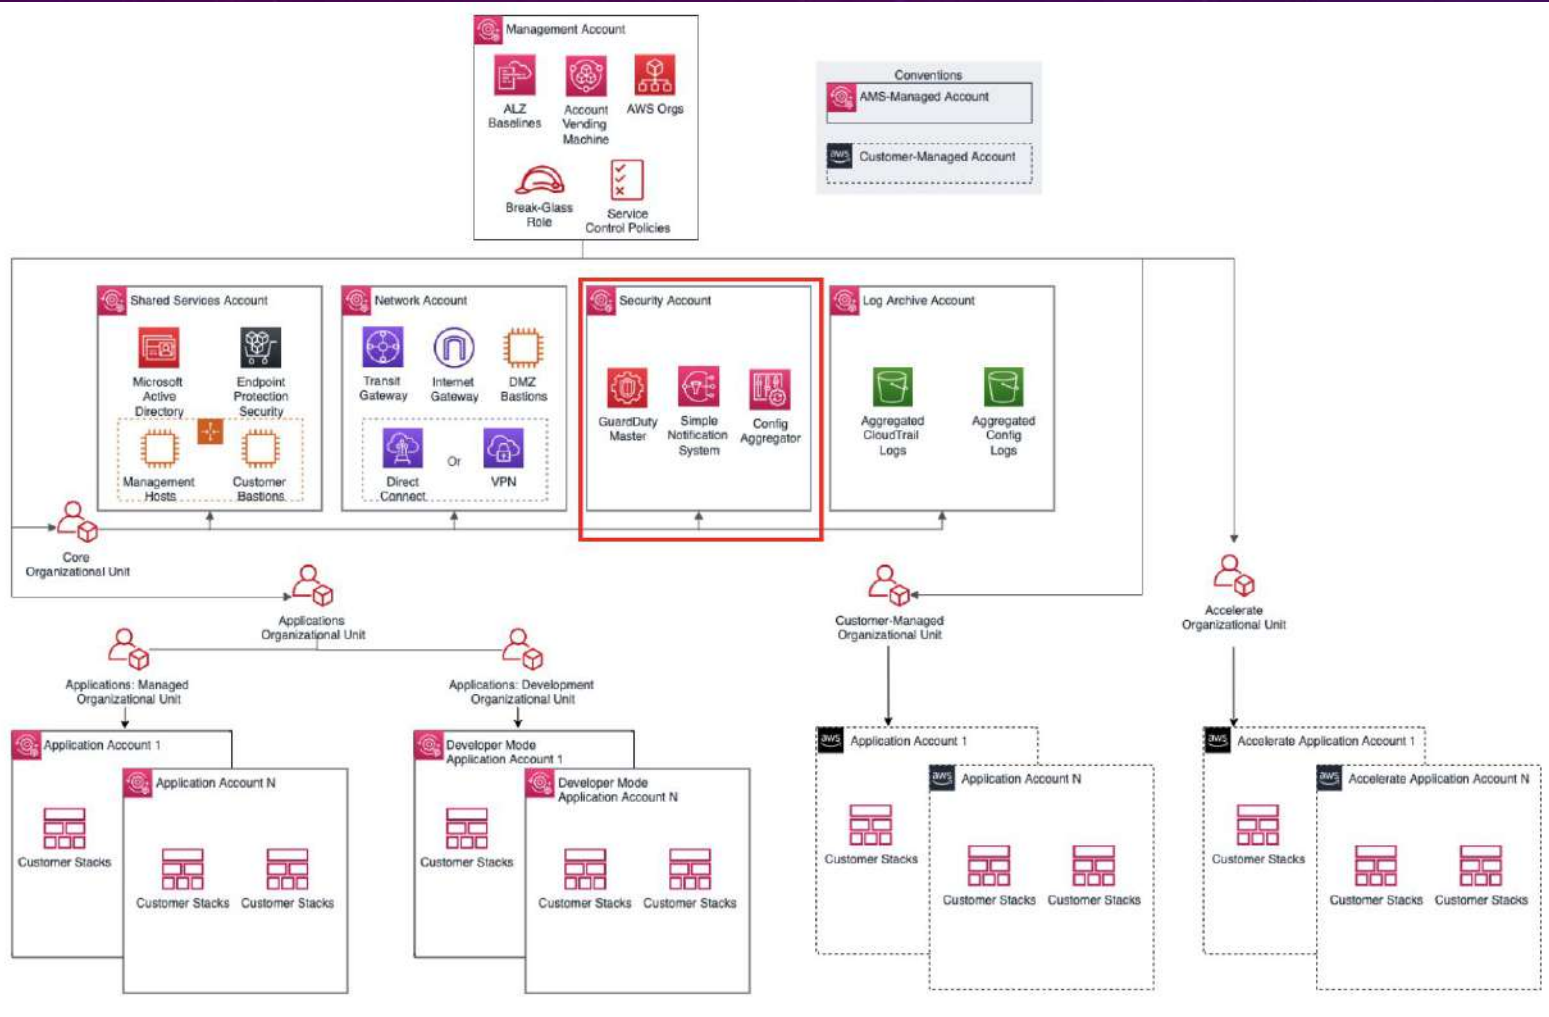 Management Account
ALZ
Baselines
Account
Vending
Machine
AWS Orgs
Break-Glass
Role
Service
Control Policies
Conventions
AMS-Managed Account
aws
Customer-Managed Account
Shared Services Account
Microsoft
Active
Directory
Endpoint
Protection
Security
Management
Hosts
Customer
Bastions
Network Account
Transit
Gateway
Internet
Gateway
DMZ
Bastions
Direct
Connect
Or
VPN
Security Account
GuardDuty
Master
Simple
Notification
System
Config
Aggregator
Log Archive Account
Aggregated
CloudTrail
Logs
Aggregated
Config
Logs
Core
Organizational Unit
Applications
Organizational Unit
Customer-Managed
Organizational Unit
Accelerate
Organizational Unit
Applications: Managed
Organizational Unit
Applications: Development
Organizational Unit
Application Account 1
Customer Stacks
Application Account N
Customer Stacks
Customer Stacks
Developer Mode
Application Account 1
Customer Stacks
Developer Mode
Application Account N
Customer Stacks
Customer Stacks
aws
Application Account 1
Customer Stacks
aws
Application Account N
Customer Stacks
Customer Stacks
aws
Accelerate Application Account 1
Customer Stacks
aws
Accelerate Application Account N
Customer Stacks
Customer Stacks